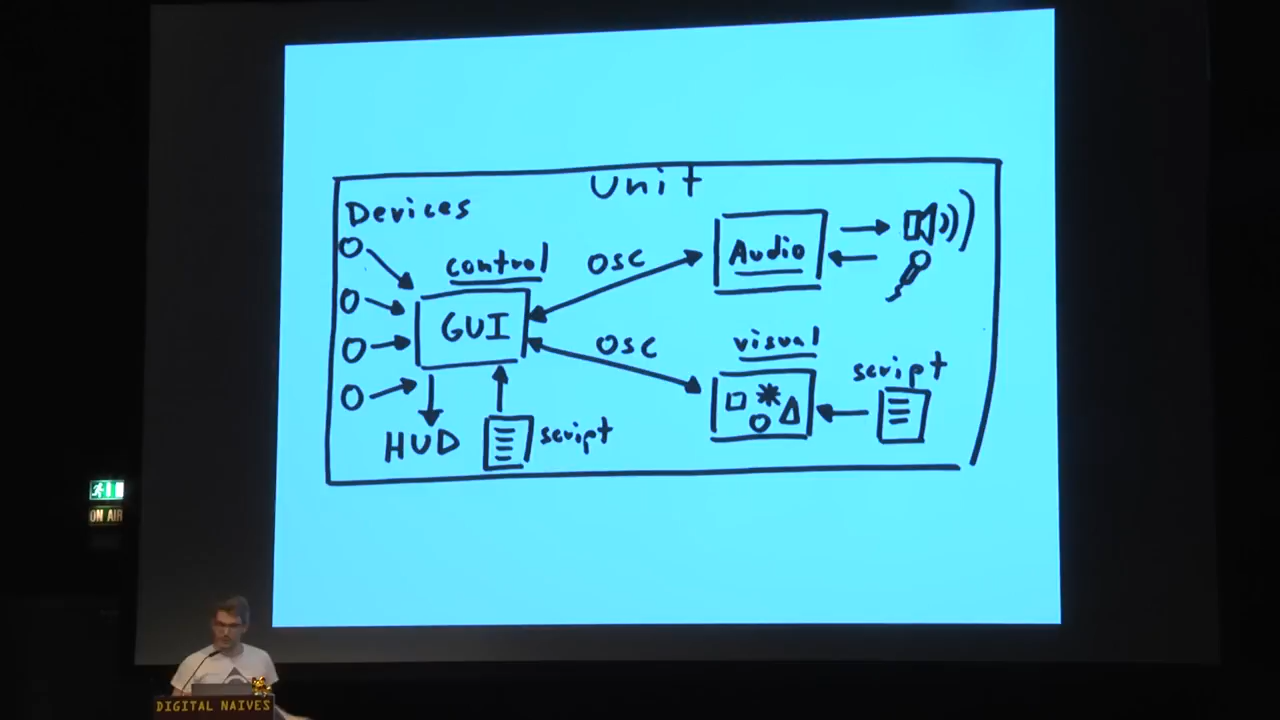 Unit
Devices
control
GUI
OSC
Audio
OSC
visual
script
HUD
script
ON AIR
DIGITAL NAIVES